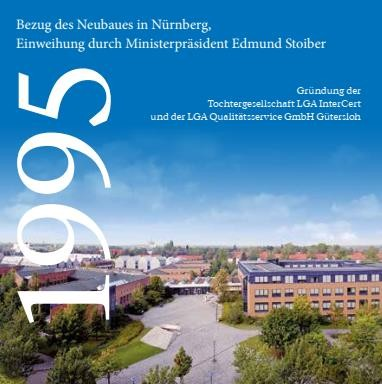 Bezug des Neubaues in Nürnberg,
Einweihung durch Ministerpräsident Edmund Stoiber
Gründung der
Tochtergesellschaft LGA InterCert
und der LGA Qualitätsservice GmbH Gütersloh
1995